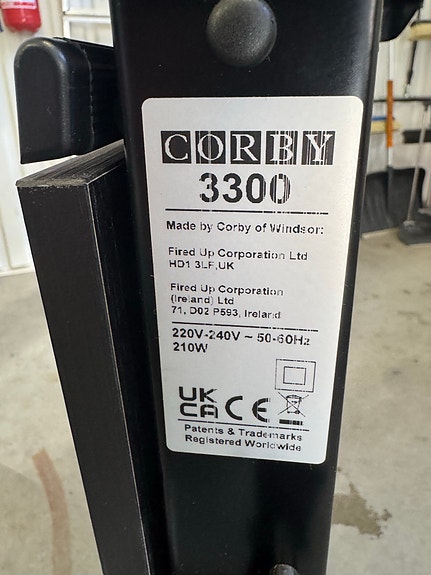 CORBY
3300
Made by Corby of Windsor:
Fired Up Corporation Ltd
HD1 3LF,UK
Fired Up Corporation
(Ireland) Ltd
71, D02 P593, Ireland
220V-240V ~ 50-60Hz
210W
UK
CA CE
Patents & Trademarks
Registered Worldwide